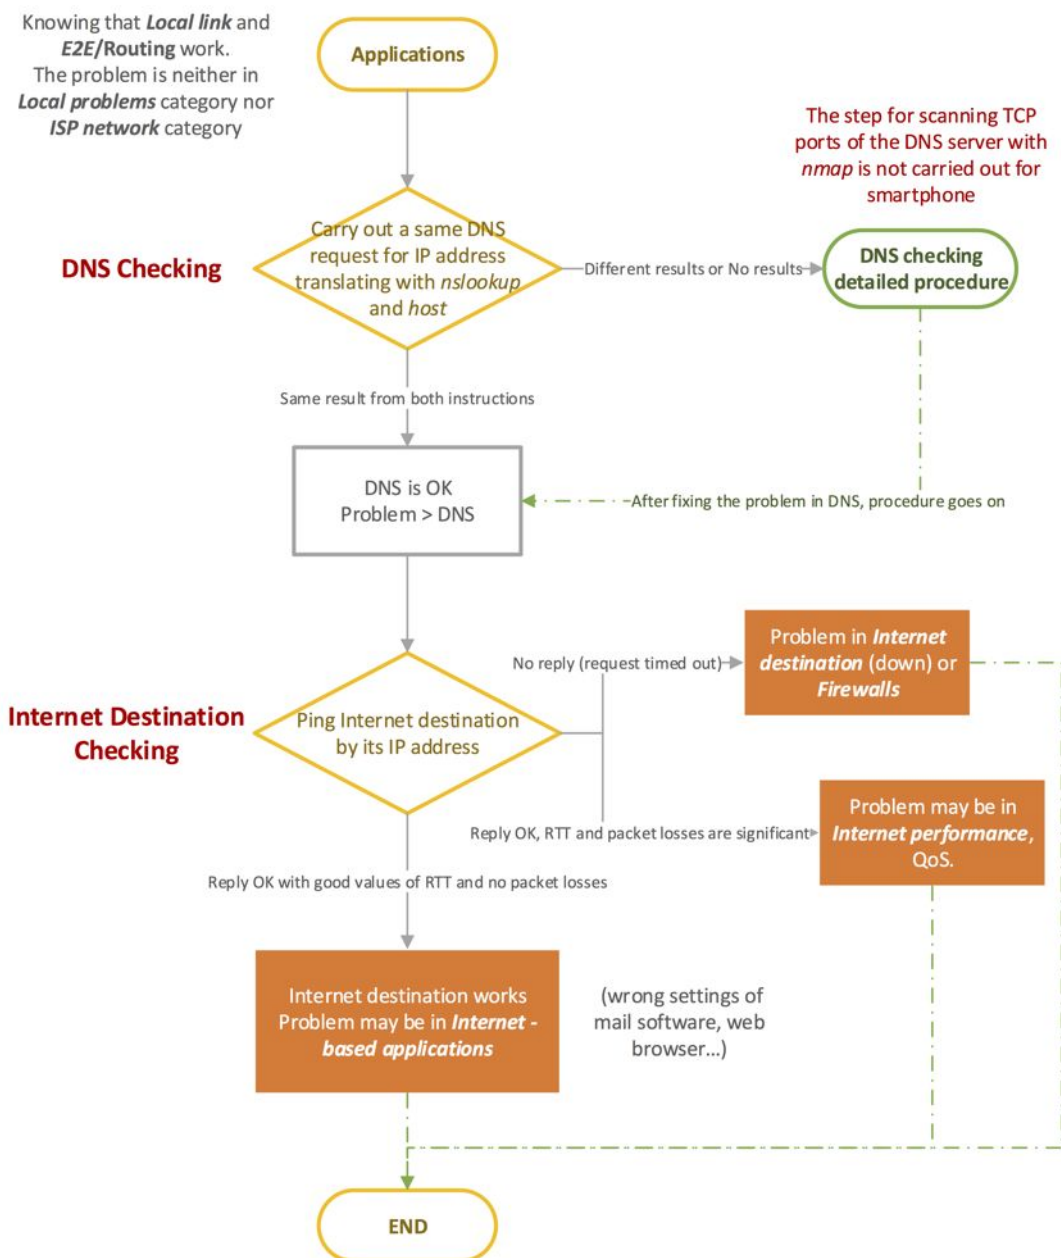 Knowing that Local link and
E2E/Routing work.
The problem is neither in
Local problems category nor
ISP network category
Applications
The step for scanning TCP
ports of the DNS server with
nmap is not carried out for
smartphone
DNS Checking
Carry out a same DNS
request for IP address
translating with nslookup
and host
Different results or No results
DNS checking
detailed procedure
Same result from both instructions
DNS is OK
Problem > DNS
After fixing the problem in DNS, procedure goes on
No reply (request timed out)
Problem in Internet
destination (down) or
Firewalls
Internet Destination
Checking
Ping Internet destination
by its IP address
Reply OK, RTT and packet losses are significant
Problem may be in
Internet performance,
QoS.
Reply OK with good values of RTT and no packet losses
Internet destination works
Problem may be in Internet -
based applications
(wrong settings of
mail software, web
browser...)
END